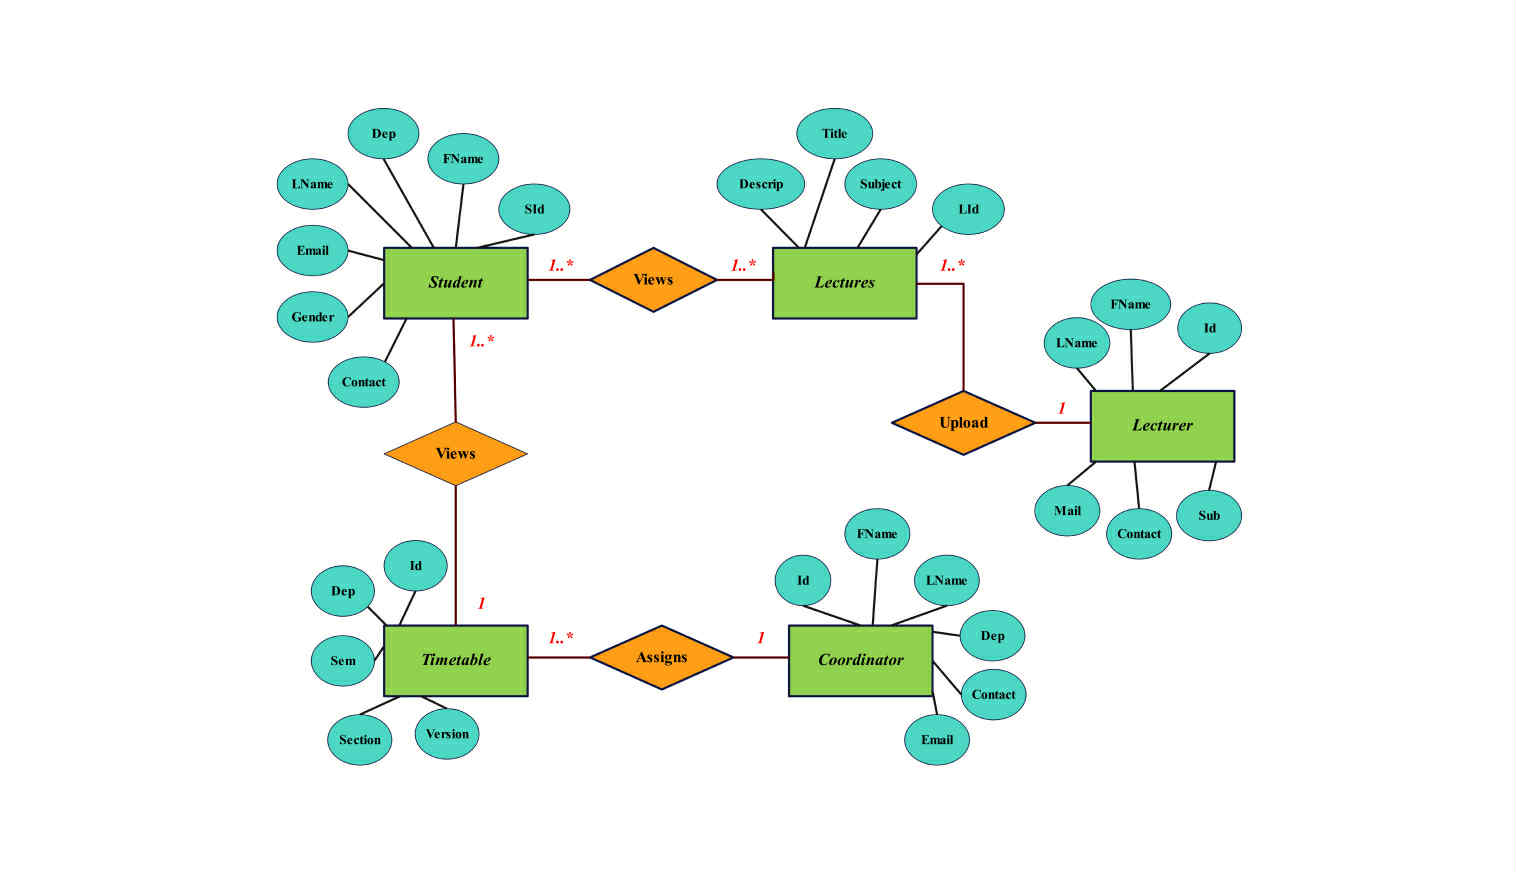 Dep
Title
FName
LName
Descrip
Subject
SId
LId
Email
1..*
1..*
1..*
Student
Views
Lectures
Gender
FName
Id
LName
1..*
Contact
1
Upload
Lecturer
Views
Mail
Sub
Contact
FName
Id
Id
LName
Dep
1
Dep
1..*
1
Sem
Timetable
Assigns
Coordinator
Contact
Version
Section
Email